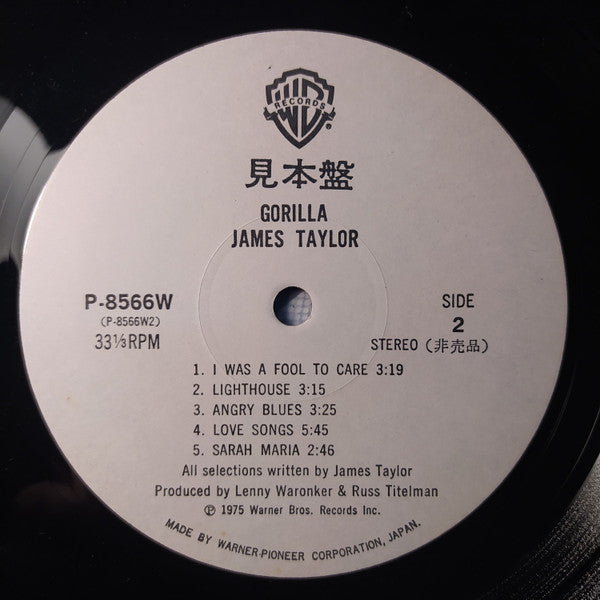 WB
RECORDS
®
見本盤
GORILLA
JAMES TAYLOR
P-8566W
(P-8566W2)
33⅓RPM
SIDE
2
STEREO (非売品)
1. I WAS A FOOL TO CARE 3:19
2. LIGHTHOUSE 3:15
3. ANGRY BLUES 3:25
4. LOVE SONGS 5:45
5. SARAH MARIA 2:46
All selections written by James Taylor
Produced by Lenny Waronker & Russ Titelman
℗ 1975 Warner Bros. Records Inc.
MADE BY WARNER-PIONEER CORPORATION, JAPAN.